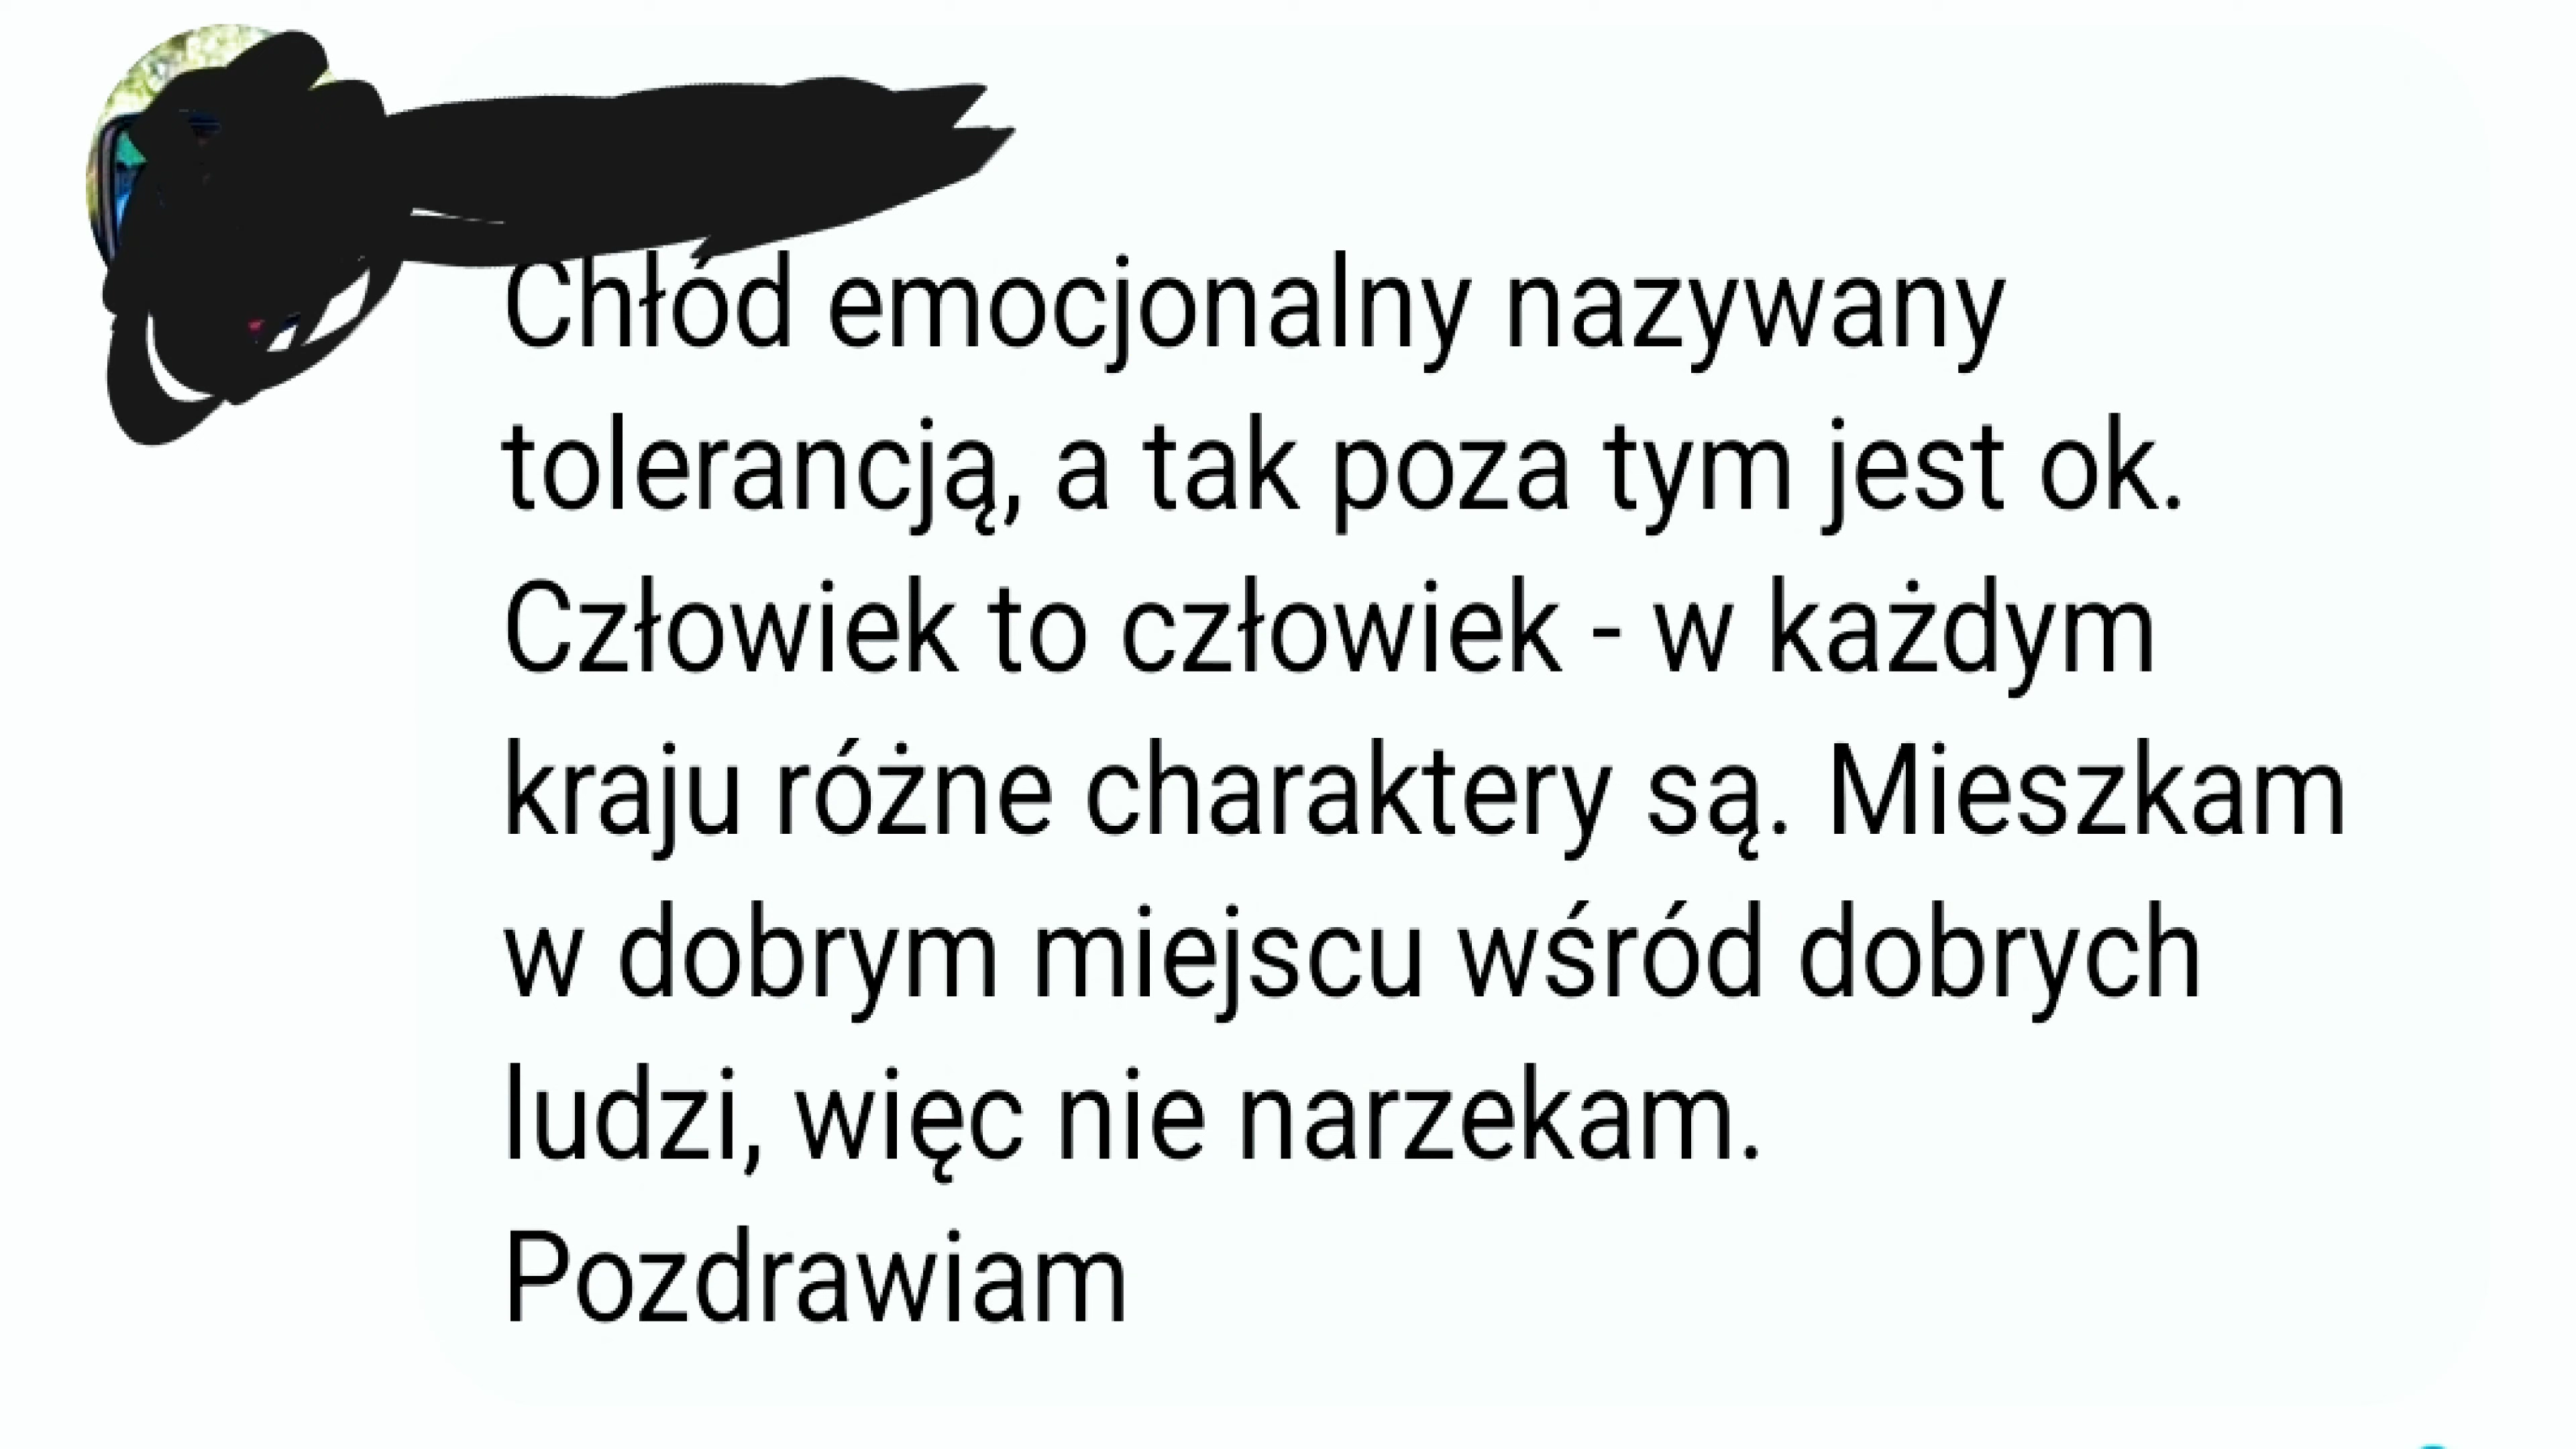 Chłód emocjonalny nazywany
tolerancją, a tak poza tym jest ok.
Człowiek to człowiek - w każdym
kraju różne charaktery są. Mieszkam
w dobrym miejscu wśród dobrych
ludzi, więc nie narzekam.
Pozdrawiam